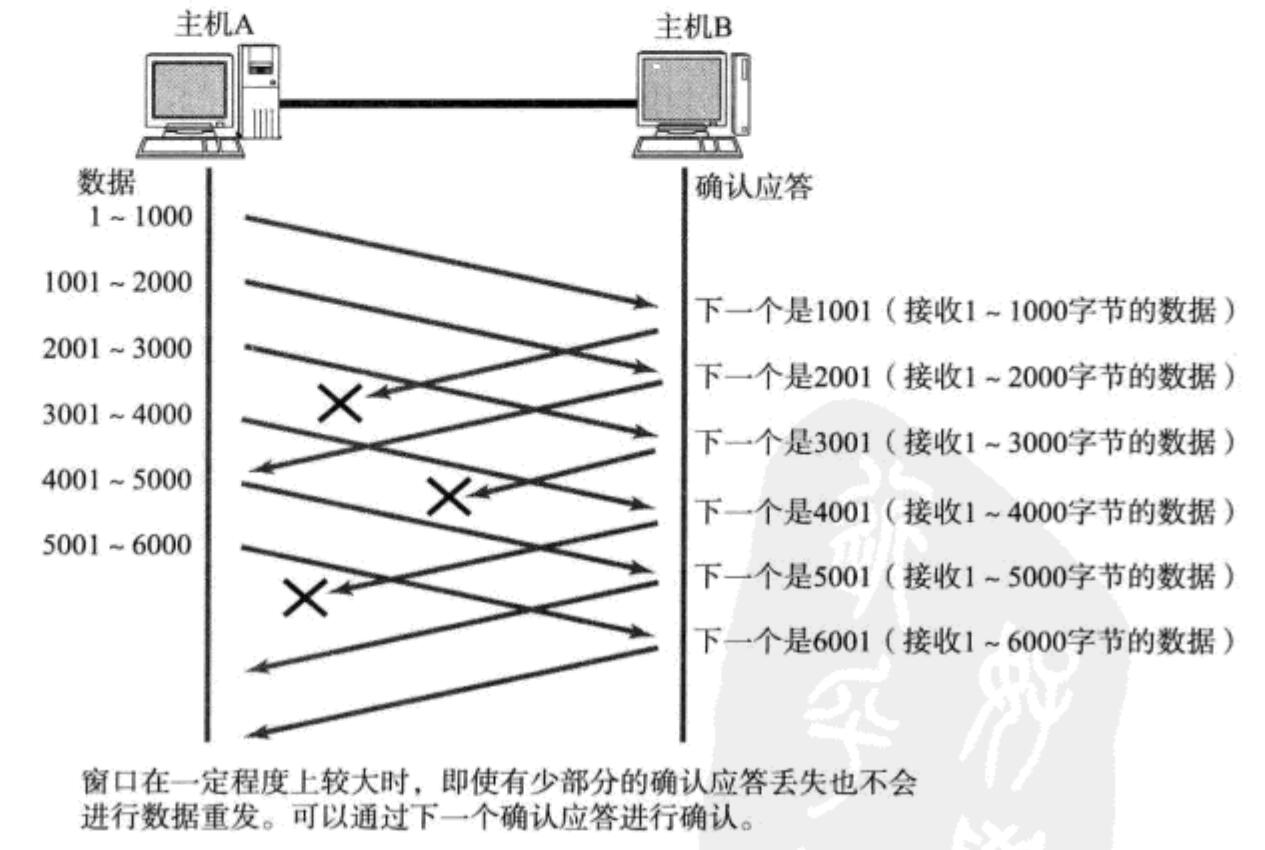 主机A
主机B
数据
确认应答
1 ~ 1000
1001 ~ 2000
下一个是1001（接收1 ~ 1000字节的数据）
2001 ~ 3000
下一个是2001（接收1 ~ 2000字节的数据）
3001 ~ 4000
下一个是3001（接收1 ~ 3000字节的数据）
4001 ~ 5000
下一个是4001（接收1 ~ 4000字节的数据）
5001 ~ 6000
下一个是5001（接收1 ~ 5000字节的数据）
下一个是6001（接收1 ~ 6000字节的数据）
窗口在一定程度上较大时，即使有少部分的确认应答丢失也不会
进行数据重发。可以通过下一个确认应答进行确认。